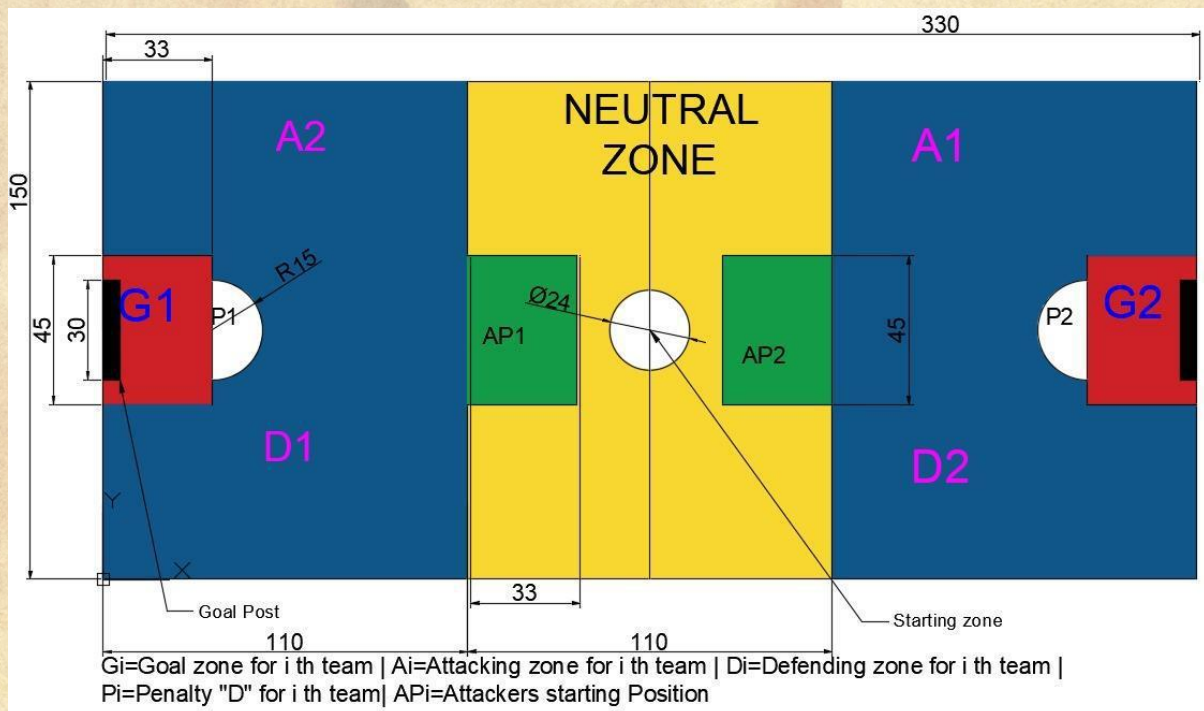 330
33
NEUTRAL
ZONE
A2
A1
150
R15
G1
P1
45
30
Ø24
AP1
AP2
45
P2
G2
D1
D2
Y
X
33
Goal Post
Starting zone
110
110
Gi=Goal zone for i th team | Ai=Attacking zone for i th team | Di=Defending zone for i th team |
Pi=Penalty "D" for i th team| APi=Attackers starting Position